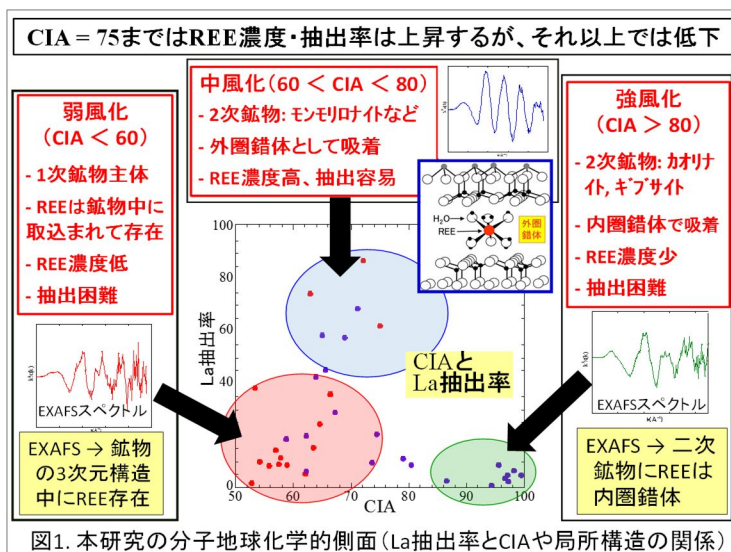 CIA = 75まではREE濃度・抽出率は上昇するが、それ以上では低下
弱風化
(CIA < 60)
- 1次鉱物主体
- REEは鉱物中に
取込まれて存在
- REE濃度低
- 抽出困難
EXAFSスペクトル
EXAFS → 鉱物
の3次元構造
中にREE存在
中風化(60 < CIA < 80)
- 2次鉱物: モンモリロナイトなど
- 外圏錯体として吸着
- REE濃度高、抽出容易
H₂O
REE
外圏
錯体
強風化
(CIA > 80)
- 2次鉱物: カオリナ
イト, ギブサイト
- 内圏錯体で吸着
- REE濃度少
- 抽出困難
EXAFSスペクトル
EXAFS → 二次
鉱物にREEは
内圏錯体
100
80
60
40
20
0
La抽出率
CIAと
La抽出率
50
60
70
80
90
100
CIA
図1. 本研究の分子地球化学的側面(La抽出率とCIAや局所構造の関係)